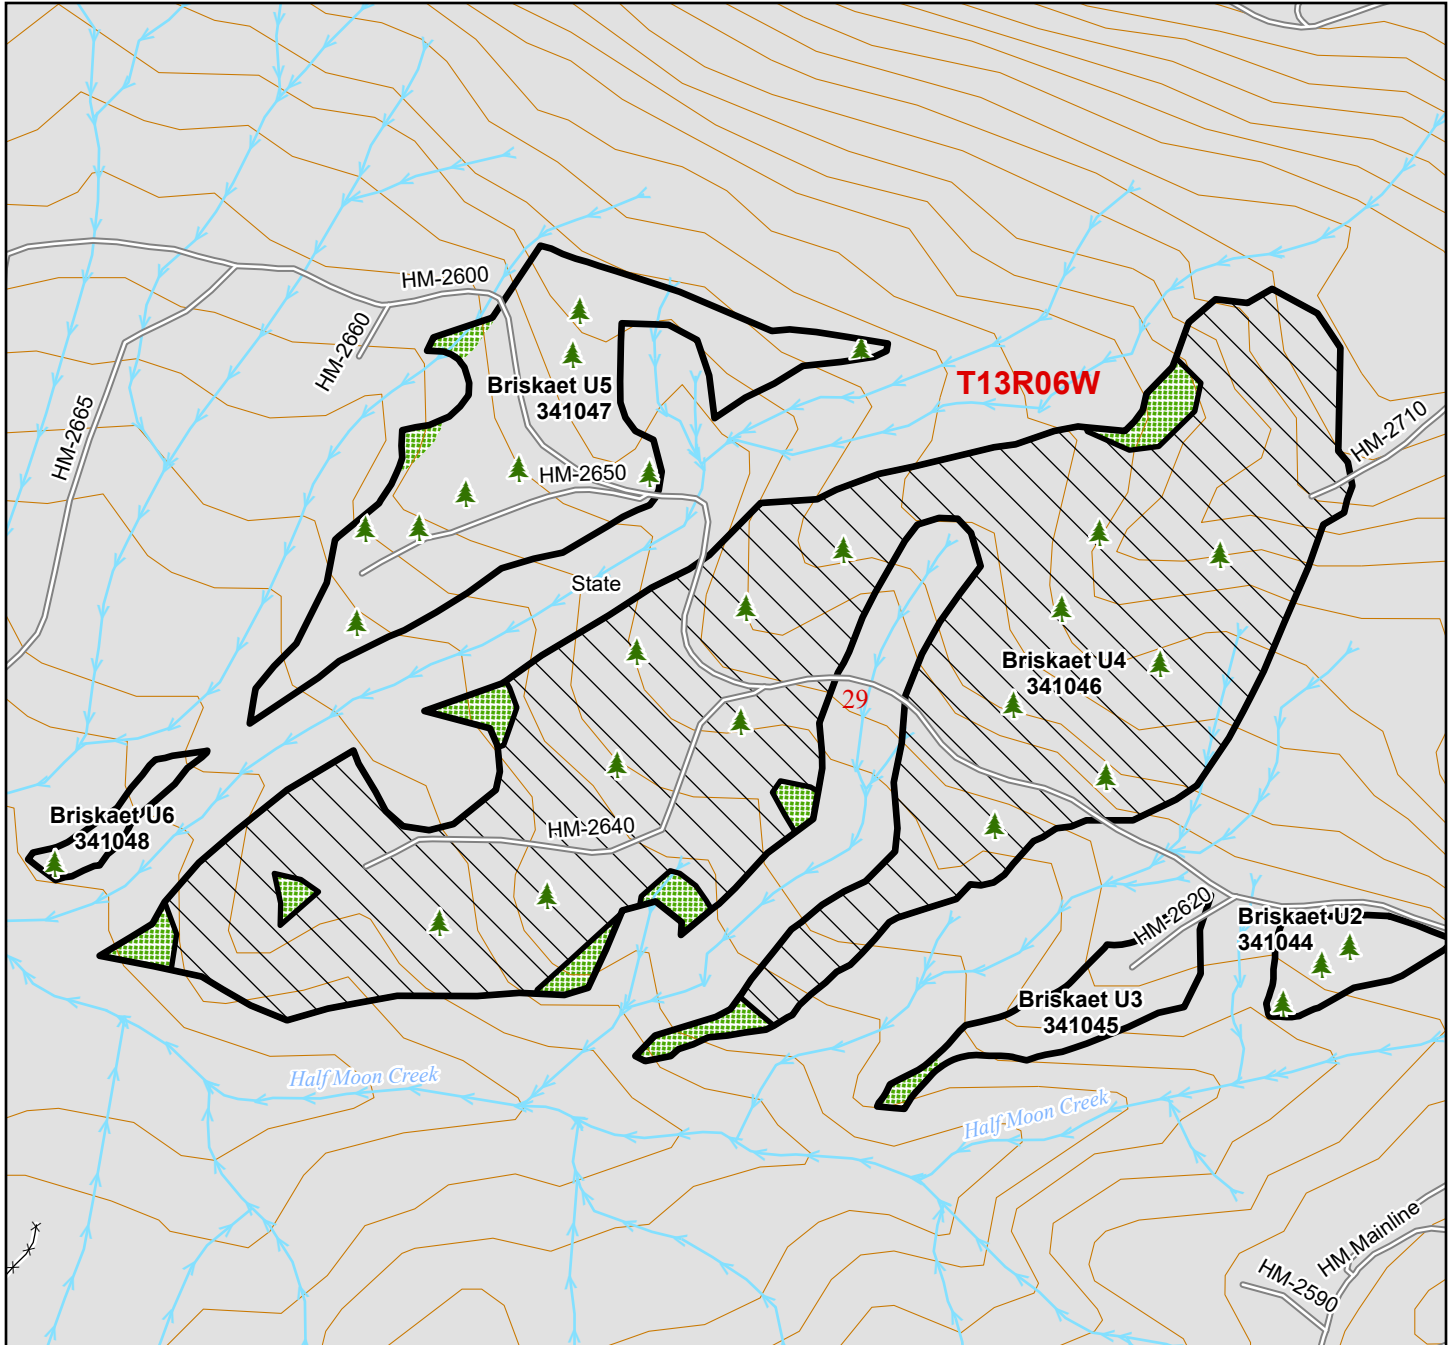 HM-2600
HM-2660
HM-2665
Briskaet U5
341047
T13R06W
HM-2710
HM-2650
State
Briskaet U4
341046
29
Briskaet U6
341048
HM-2640
HM-2620
Briskaet U2
341044
Briskaet U3
341045
Half Moon Creek
Half Moon Creek
HM Mainline
HM-2590